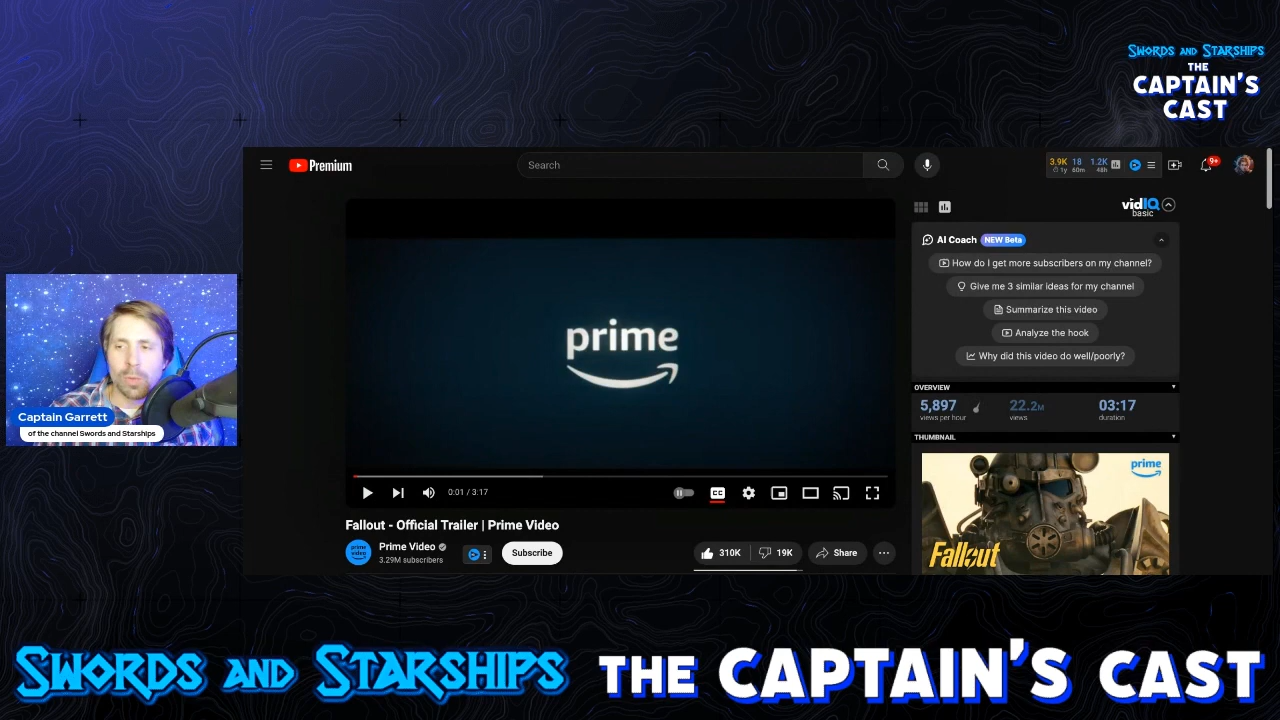 Swords and Starships
THE
CAPTAIN'S
CAST
Premium
Search
3.9K 18 1.2K
1y 60m 48h
9+
vidIQ
basic
AI Coach NEW Beta
How do I get more subscribers on my channel?
Give me 3 similar ideas for my channel
Summarize this video
Analyze the hook
Why did this video do well/poorly?
OVERVIEW
5,897 22.2M 03:17
views per hour views duration
THUMBNAIL
prime
Fallout
prime
0:01 / 3:17
CC
Fallout - Official Trailer | Prime Video
prime video
Prime Video
3.29M subscribers
Subscribe
310K
19K
Share
Captain Garrett
of the channel Swords and Starships
Swords and Starships THE CAPTAIN'S CAST